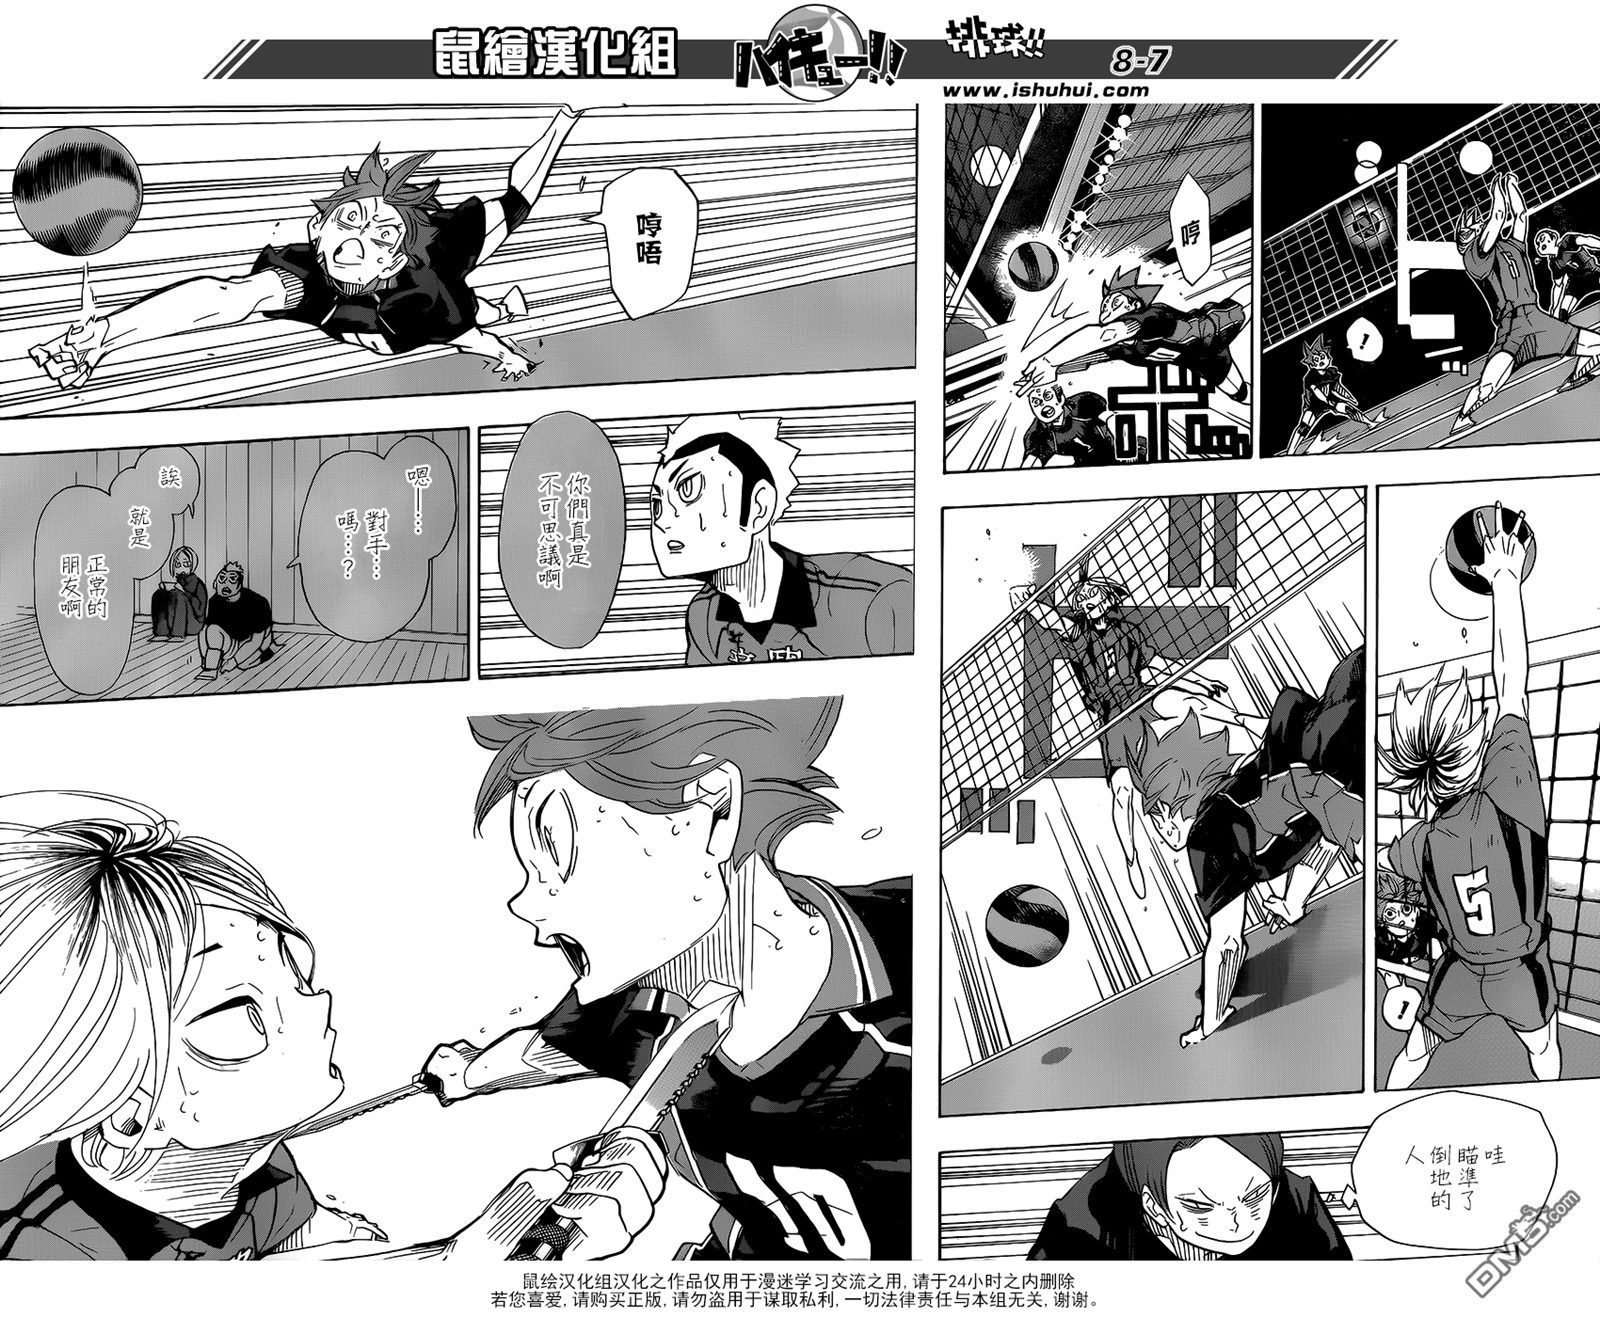 鼠繪漢化組
ハイキュー!!
排球!!
8-7
www.ishuhui.com
!
哼
5
!
5
哇
瞄準了
倒地的
人
哼唔
你們真是
不可思議啊
嗯——…
對手…
嗎…？
誒
就是
正常的
朋友啊
音駒
10
鼠绘汉化组汉化之作品仅用于漫迷学习交流之用,请于24小时之内删除
若您喜爱,请购买正版,请勿盗用于谋取私利,一切法律责任与本组无关,谢谢。